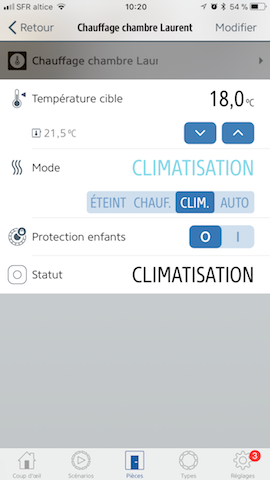 SFR altice 10:20 54 %
Retour Chauffage chambre Laurent Modifier
Chauffage chambre Lau
Température cible 18,0°C
21,5°C
Mode CLIMATISATION
ÉTEINT CHAUF. CLIM. AUTO
Protection enfants O I
Statut CLIMATISATION
Coup d'œil Scénarios Pièces Types Réglages 3